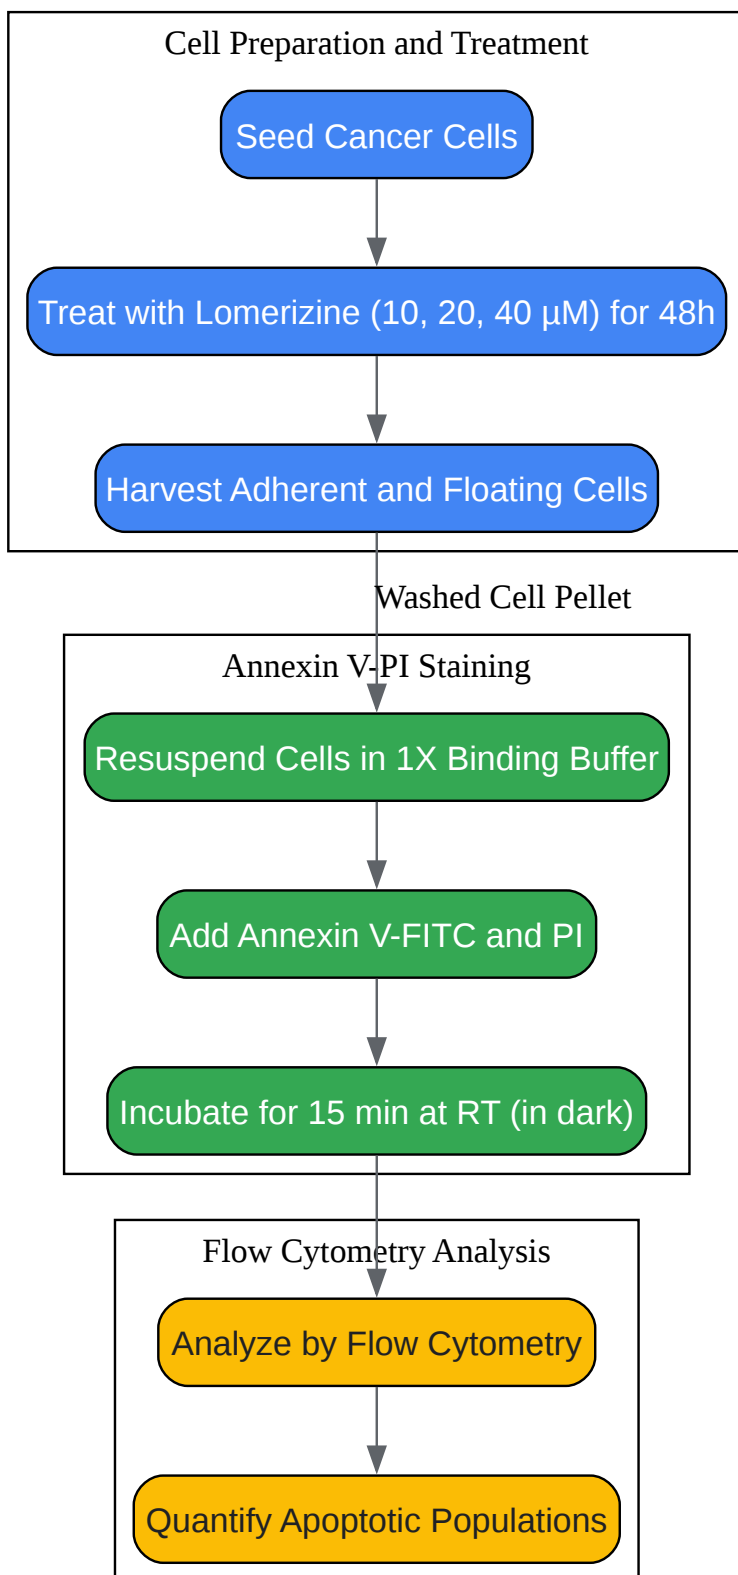 Cell Preparation and Treatment
Seed Cancer Cells
Treat with Lomerizine (10, 20, 40 µM) for 48h
Harvest Adherent and Floating Cells
Washed Cell Pellet
Annexin V-PI Staining
Resuspend Cells in 1X Binding Buffer
Add Annexin V-FITC and PI
Incubate for 15 min at RT (in dark)
Flow Cytometry Analysis
Analyze by Flow Cytometry
Quantify Apoptotic Populations